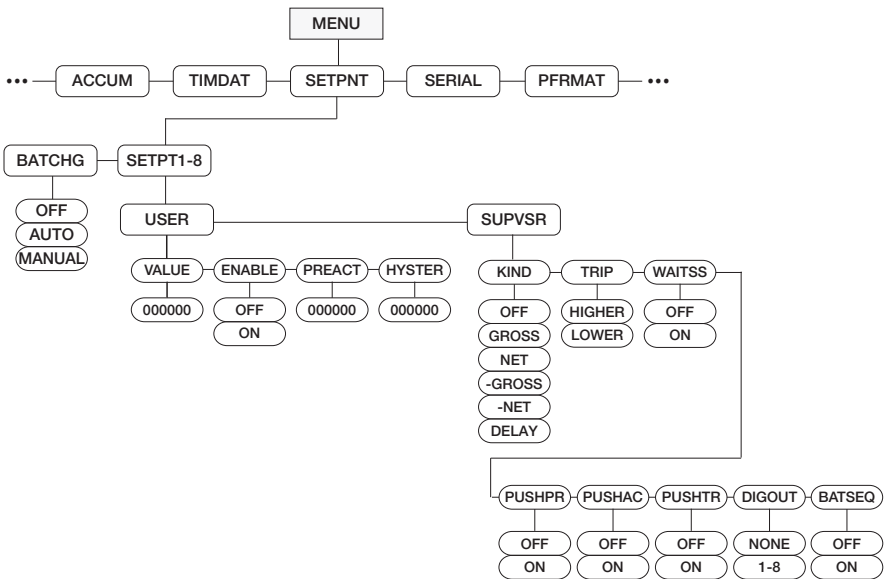 MENU
••• ACCUM TIMDAT SETPNT SERIAL PFRMAT •••
BATCHG SETPT1-8
OFF
AUTO
MANUAL
USER SUPVSR
VALUE ENABLE PREACT HYSTER
000000 OFF 000000 000000
ON
KIND TRIP WAITSS
OFF HIGHER OFF
GROSS LOWER ON
NET
-GROSS
-NET
DELAY
PUSHPR PUSHAC PUSHTR DIGOUT BATSEQ
OFF OFF OFF NONE OFF
ON ON ON 1-8 ON